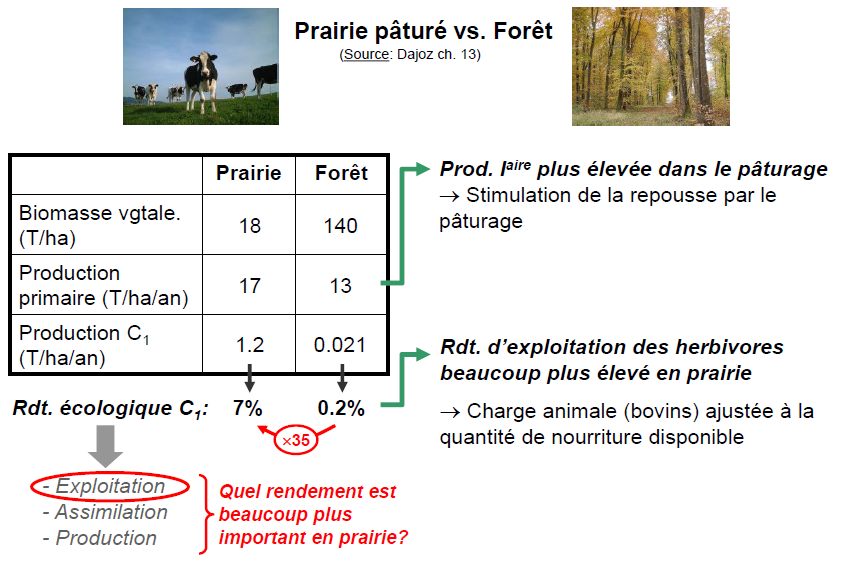 Prairie pâturé vs. Forêt
(Source: Dajoz ch. 13)
Prairie Forêt
Biomasse vgtale.
(T/ha)
18 140
Production
primaire (T/ha/an)
17 13
Production C1
(T/ha/an)
1.2 0.021
Rdt. écologique C1: 7% 0.2%
×35
- Exploitation
- Assimilation
- Production
Quel rendement est
beaucoup plus
important en prairie?
Prod. Iaire plus élevée dans le pâturage
→ Stimulation de la repousse par le
pâturage
Rdt. d’exploitation des herbivores
beaucoup plus élevé en prairie
→ Charge animale (bovins) ajustée à la
quantité de nourriture disponible